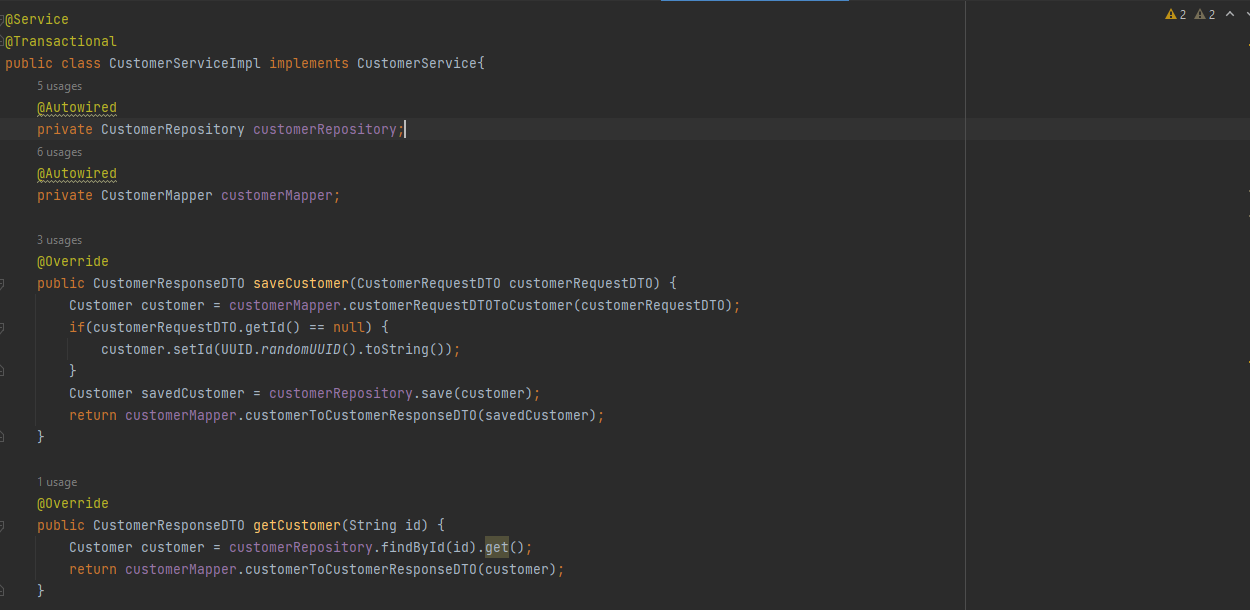 @Service
2 2
@Transactional
public class CustomerServiceImpl implements CustomerService{
5 usages
@Autowired
private CustomerRepository customerRepository;
6 usages
@Autowired
private CustomerMapper customerMapper;
3 usages
@Override
public CustomerResponseDTO saveCustomer(CustomerRequestDTO customerRequestDTO) {
Customer customer = customerMapper.customerRequestDTOToCustomer(customerRequestDTO);
if(customerRequestDTO.getId() == null) {
customer.setId(UUID.randomUUID().toString());
}
Customer savedCustomer = customerRepository.save(customer);
return customerMapper.customerToCustomerResponseDTO(savedCustomer);
}
1 usage
@Override
public CustomerResponseDTO getCustomer(String id) {
Customer customer = customerRepository.findById(id).get();
return customerMapper.customerToCustomerResponseDTO(customer);
}